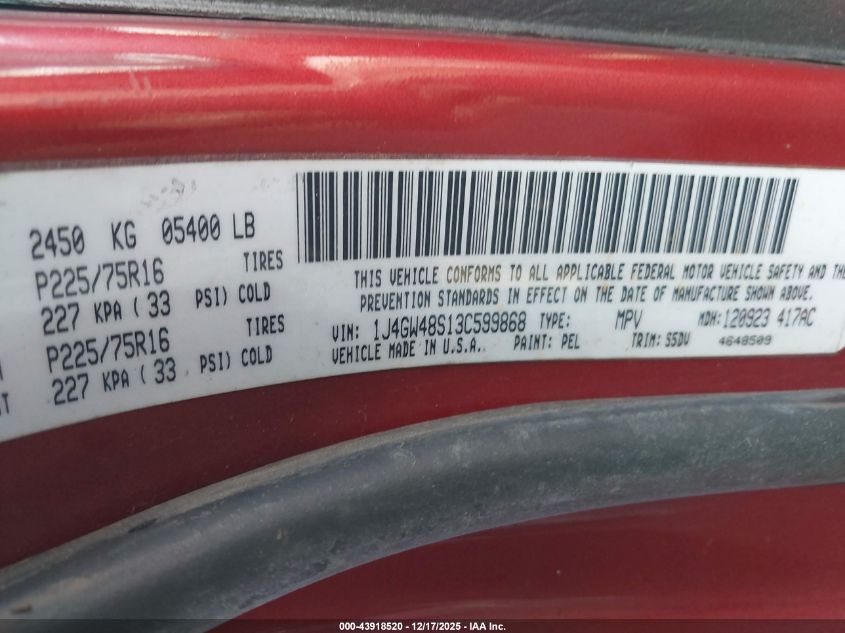 2450 KG 05400 LB
P225/75R16 TIRES
227 KPA ( 33 PSI) COLD
P225/75R16 TIRES
227 KPA ( 33 PSI) COLD
THIS VEHICLE CONFORMS TO ALL APPLICABLE FEDERAL MOTOR VEHICLE SAFETY AND
PREVENTION STANDARDS IN EFFECT ON THE DATE OF MANUFACTURE SHOWN ABOVE.
VIN: 1J4GW48S13C599868 TYPE: MPV MDH: 120923 417AC
VEHICLE MADE IN U.S.A. PAINT: PEL TRIM: S5DV 4648509
000-43918520 - 12/17/2025 - IAA Inc.